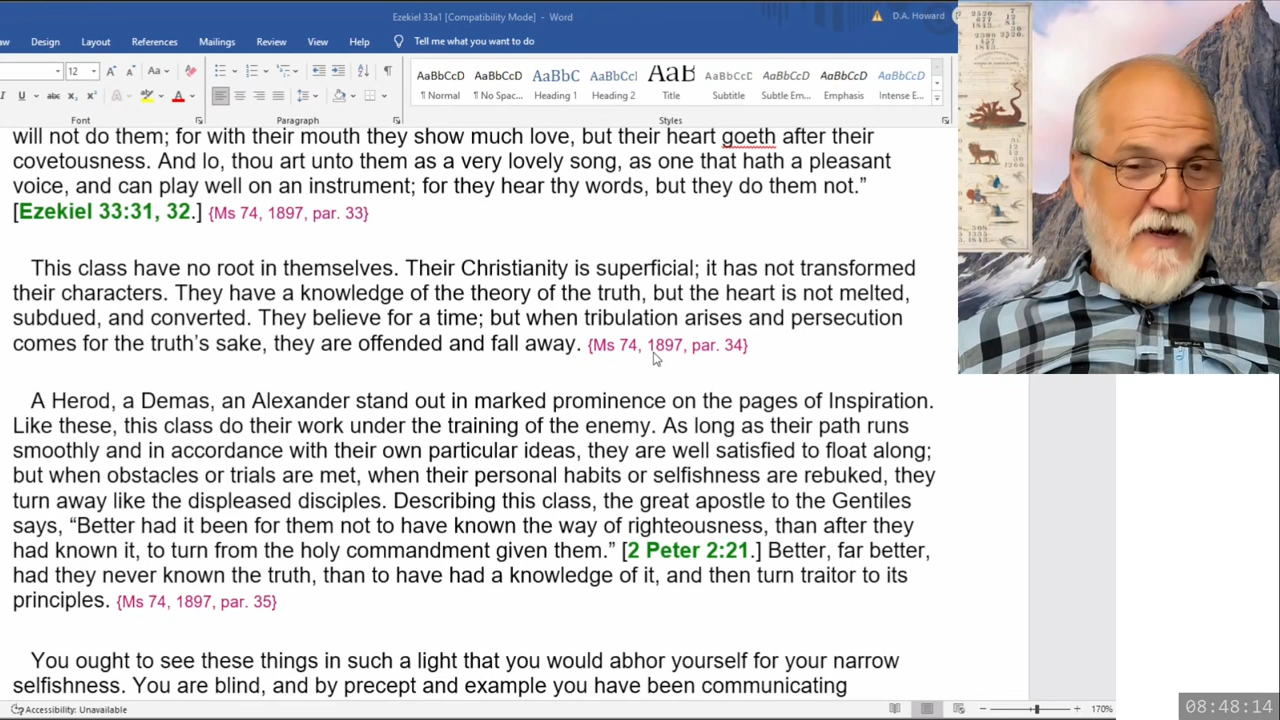 Ezekiel 33a1 [Compatibility Mode] - Word
D.A. Howard
aw Design Layout References Mailings Review View Help Tell me what you want to do
12 Aa
AaBbCcD AaBbCcD AaBbC AaBbCcC AaB AaBbCcD AaBbCcD AaBbCcD AaBbCcD
¶ Normal ¶ No Spac... Heading 1 Heading 2 Title Subtitle Subtle Em... Emphasis Intense E...
Font Paragraph Styles
will not do them; for with their mouth they show much love, but their heart goeth after their
covetousness. And lo, thou art unto them as a very lovely song, as one that hath a pleasant
voice, and can play well on an instrument; for they hear thy words, but they do them not.”
[Ezekiel 33:31, 32.] {Ms 74, 1897, par. 33}
This class have no root in themselves. Their Christianity is superficial; it has not transformed
their characters. They have a knowledge of the theory of the truth, but the heart is not melted,
subdued, and converted. They believe for a time; but when tribulation arises and persecution
comes for the truth’s sake, they are offended and fall away. {Ms 74, 1897, par. 34}
A Herod, a Demas, an Alexander stand out in marked prominence on the pages of Inspiration.
Like these, this class do their work under the training of the enemy. As long as their path runs
smoothly and in accordance with their own particular ideas, they are well satisfied to float along;
but when obstacles or trials are met, when their personal habits or selfishness are rebuked, they
turn away like the displeased disciples. Describing this class, the great apostle to the Gentiles
says, “Better had it been for them not to have known the way of righteousness, than after they
had known it, to turn from the holy commandment given them.” [2 Peter 2:21.] Better, far better,
had they never known the truth, than to have had a knowledge of it, and then turn traitor to its
principles. {Ms 74, 1897, par. 35}
You ought to see these things in such a light that you would abhor yourself for your narrow
selfishness. You are blind, and by precept and example you have been communicating
Accessibility: Unavailable
170%
08:48:14